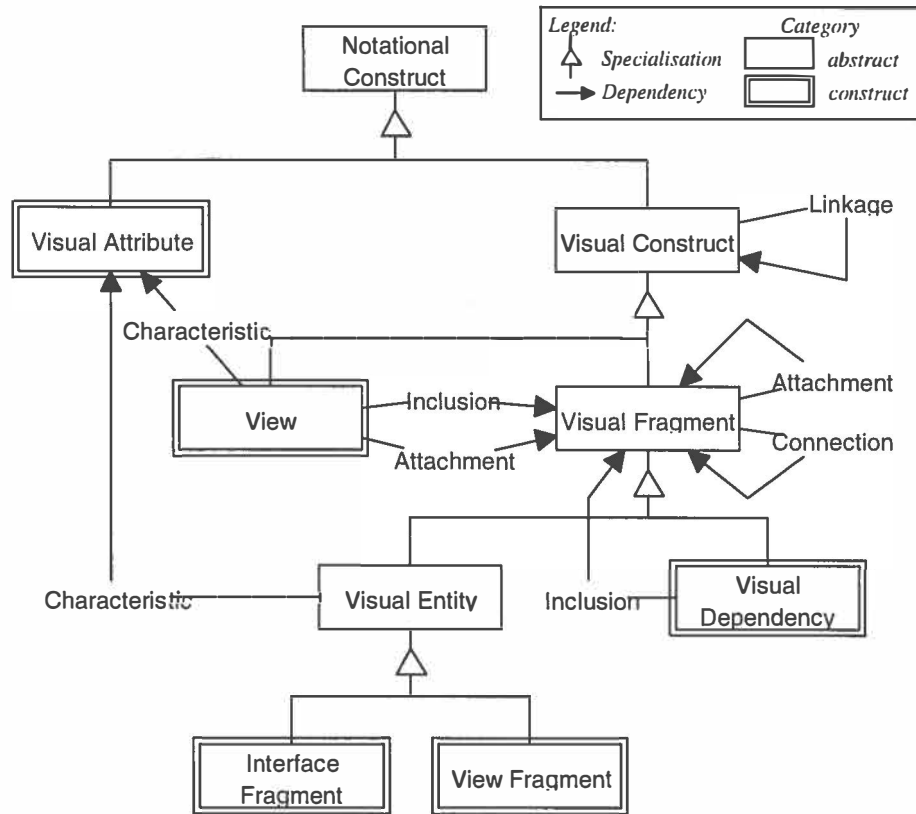 Legend:
Category
Specialisation
abstract
Dependency
construct
Notational
Construct
Visual Attribute
Visual Construct
Linkage
Characteristic
View
Inclusion
Attachment
Visual Fragment
Attachment
Connection
Characteristic
Visual Entity
Inclusion
Visual
Dependency
Interface
Fragment
View Fragment